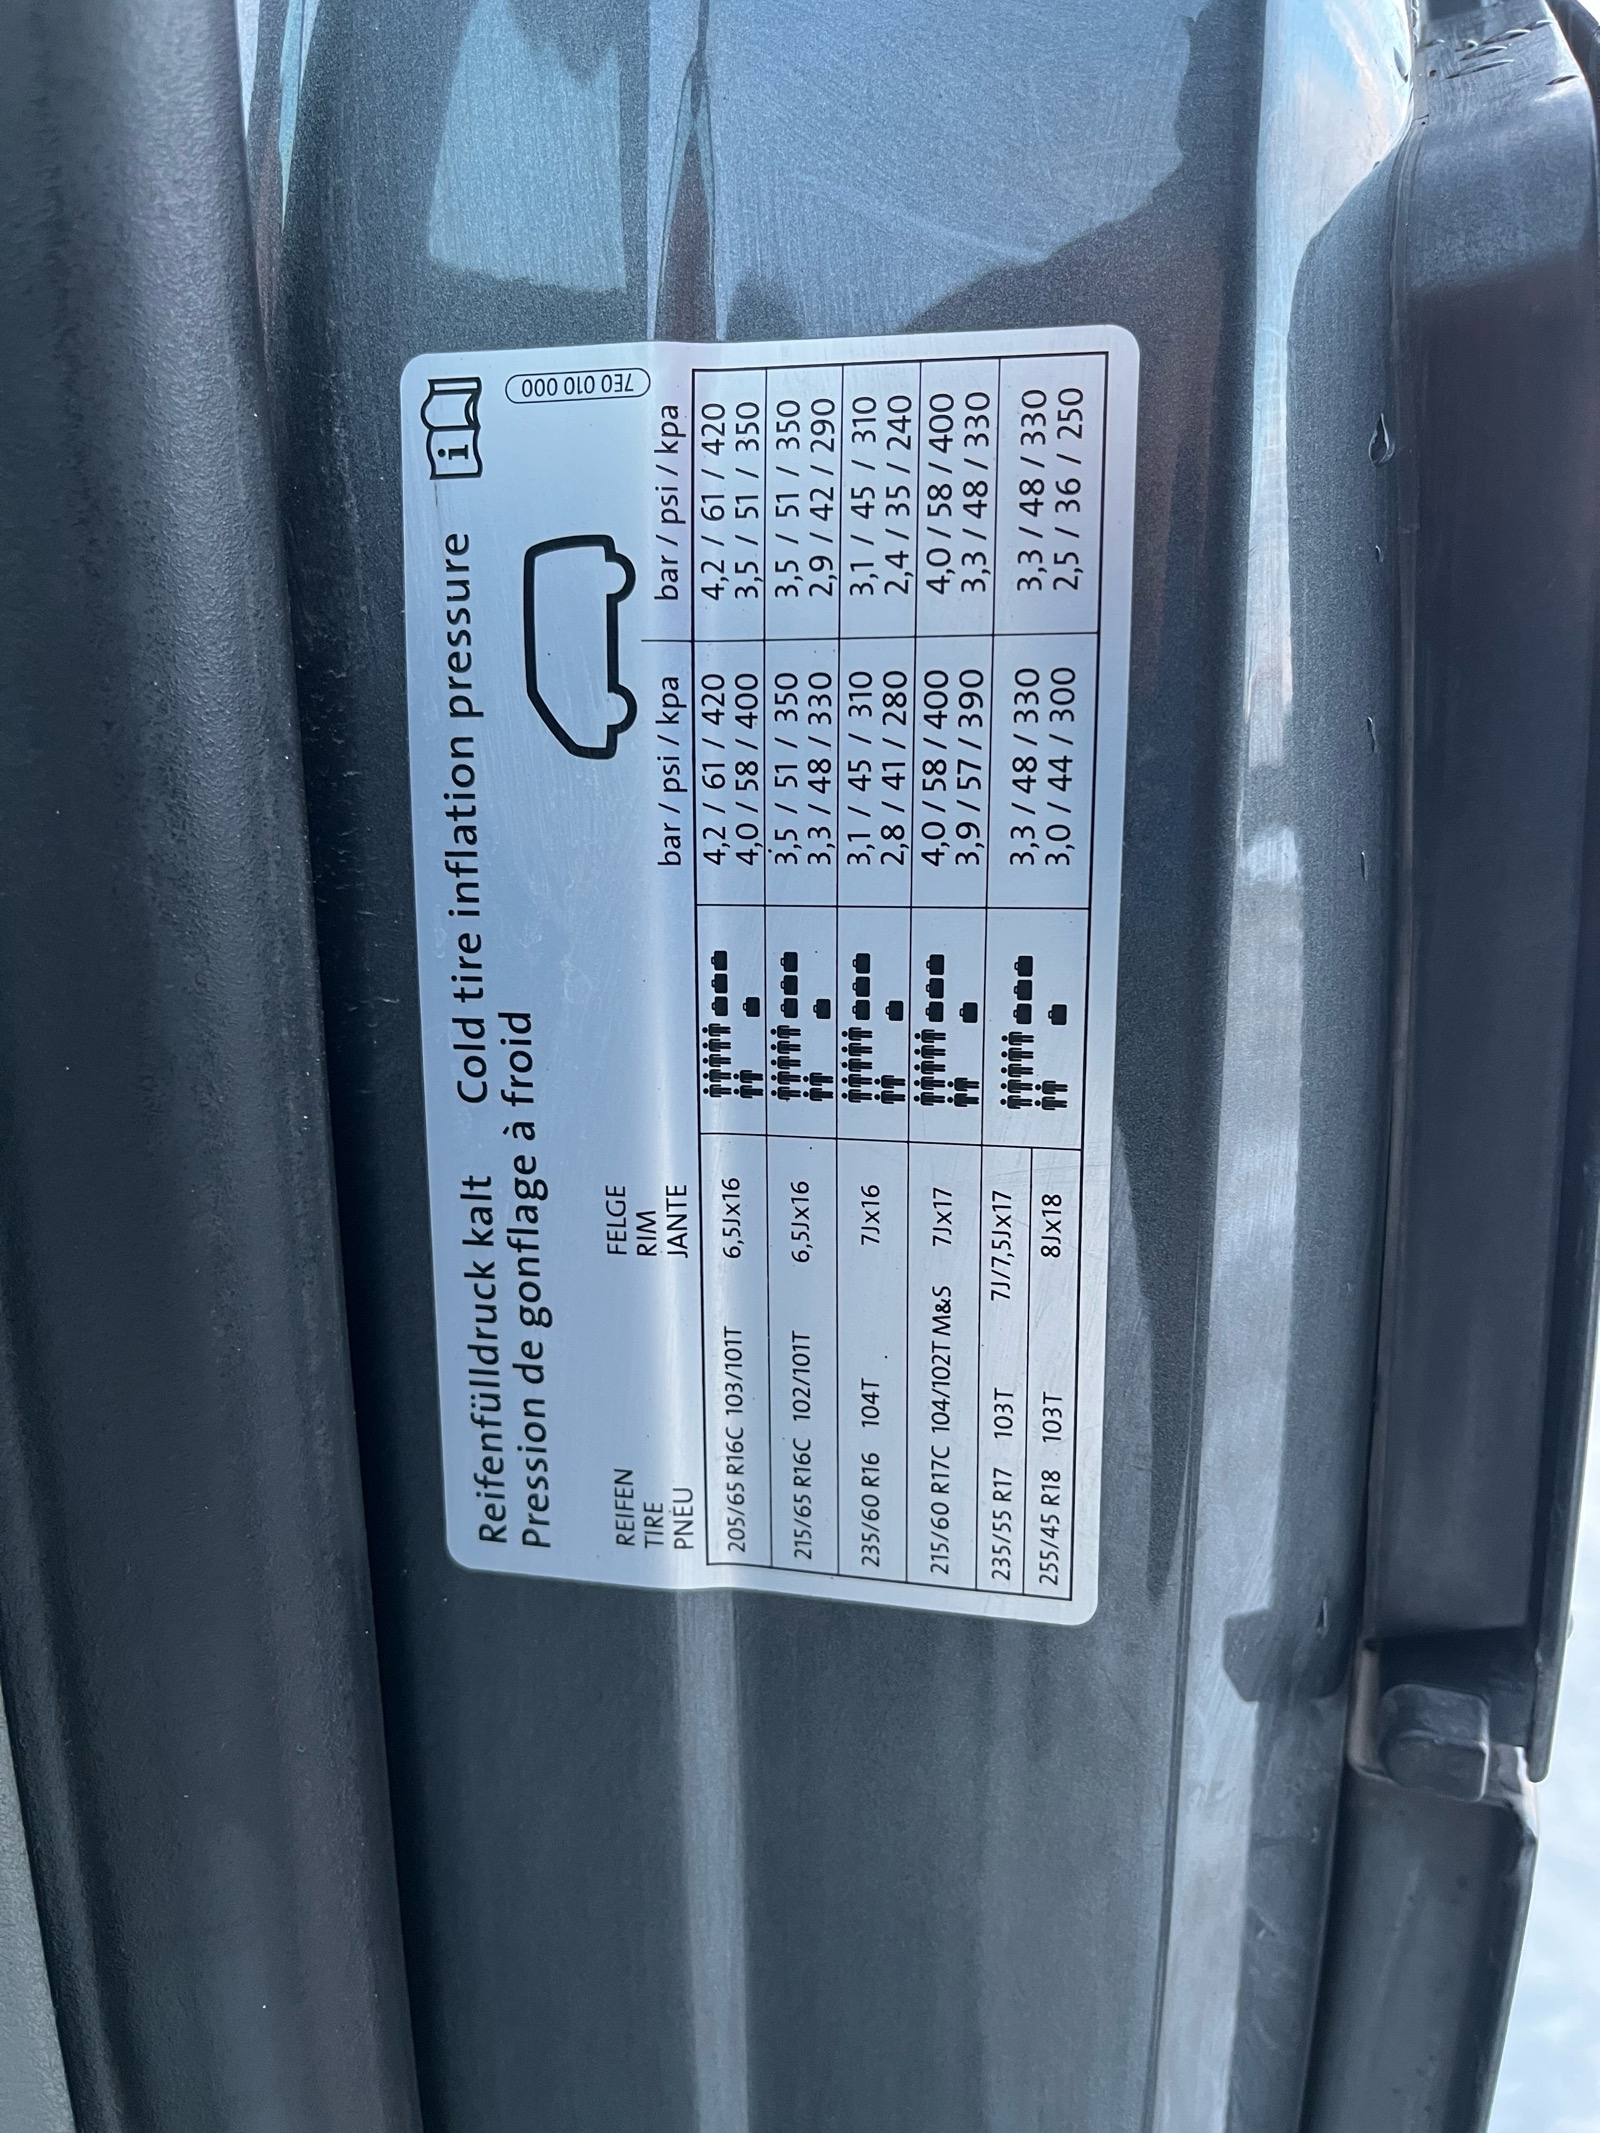 Reifenfülldruck kalt Cold tire inflation pressure i
Pression de gonflage à froid
7E0 010 000
REIFEN FELGE
TIRE RIM
PNEU JANTE bar / psi / kpa bar / psi / kpa
205/65 R16C 103/101T 6,5Jx16 4,2 / 61 / 420 4,2 / 61 / 420
4,0 / 58 / 400 3,5 / 51 / 350
215/65 R16C 102/101T 6,5Jx16 3,5 / 51 / 350 3,5 / 51 / 350
3,3 / 48 / 330 2,9 / 42 / 290
235/60 R16 104T 7Jx16 3,1 / 45 / 310 3,1 / 45 / 310
2,8 / 41 / 280 2,4 / 35 / 240
215/60 R17C 104/102T M&S 7Jx17 4,0 / 58 / 400 4,0 / 58 / 400
3,9 / 57 / 390 3,3 / 48 / 330
235/55 R17 103T 7J/7,5Jx17 3,3 / 48 / 330 3,3 / 48 / 330
255/45 R18 103T 8Jx18 3,0 / 44 / 300 2,5 / 36 / 250